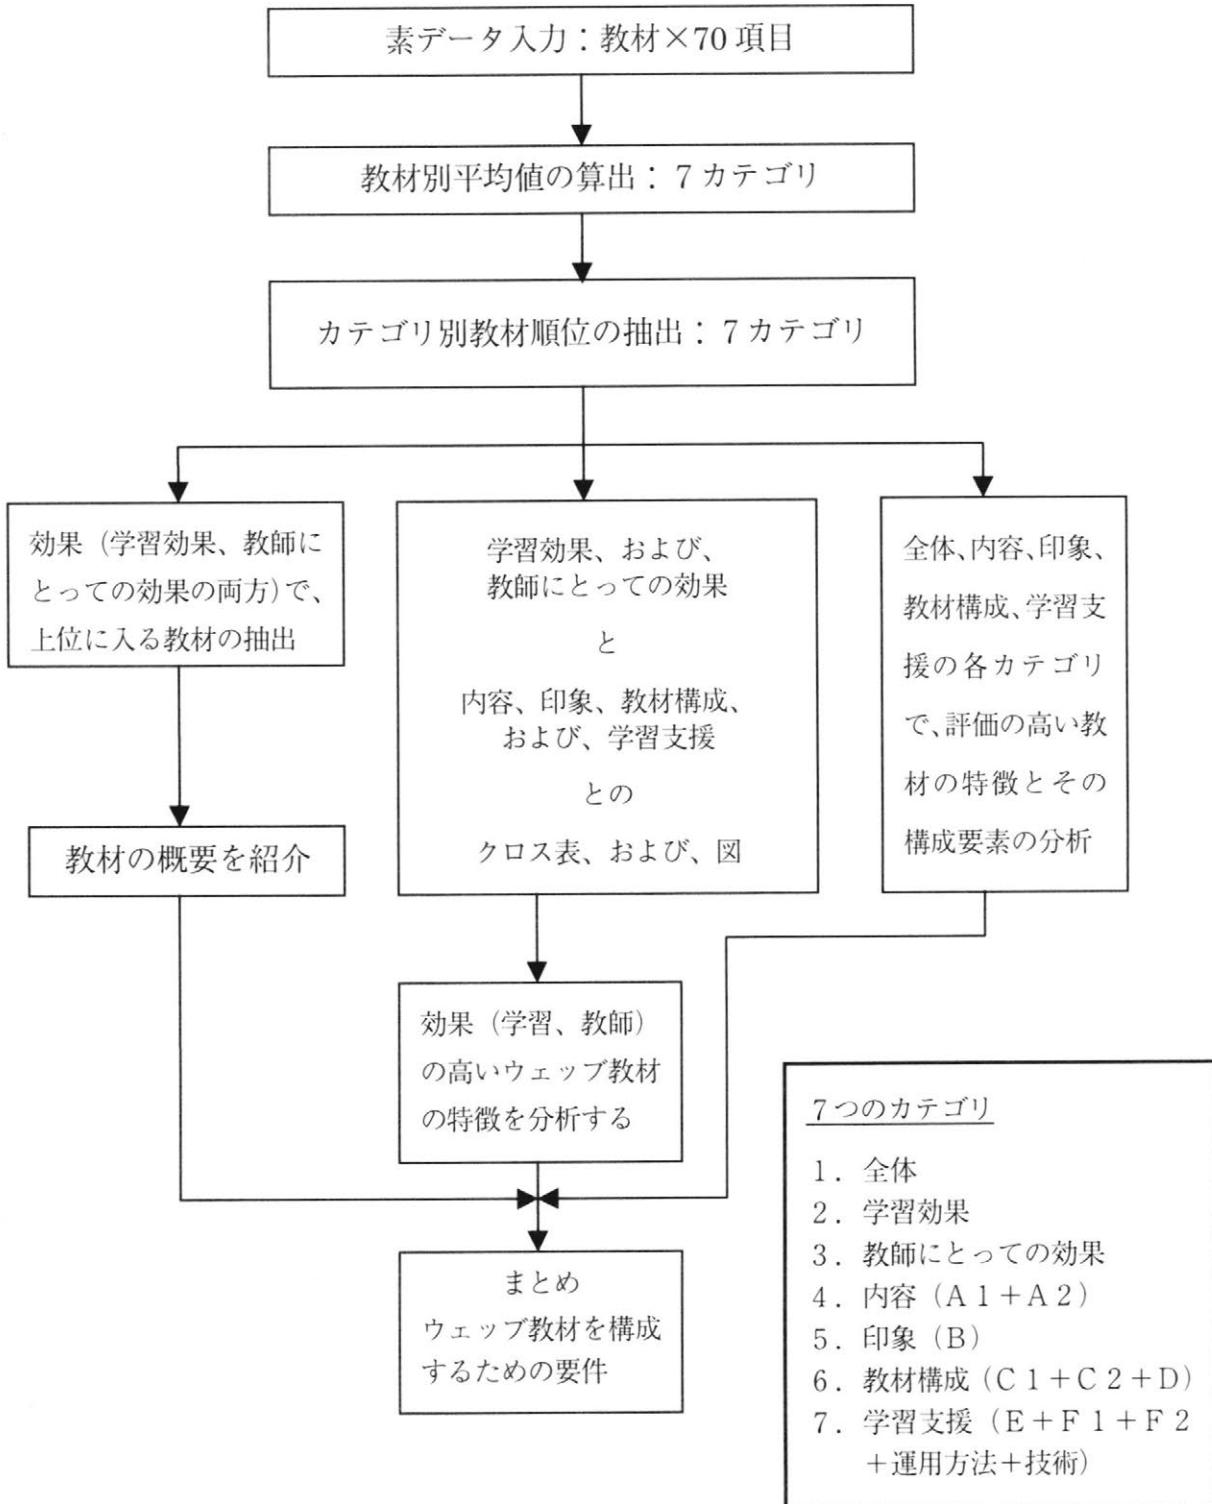 素データ入力：教材×70項目
教材別平均値の算出：７カテゴリ
カテゴリ別教材順位の抽出：７カテゴリ
効果（学習効果、教師に
とっての効果の両方）で、
上位に入る教材の抽出
教材の概要を紹介
学習効果、および、
教師にとっての効果
と
内容、印象、教材構成、
および、学習支援
との
クロス表、および、図
全体、内容、印象、
教材構成、学習支
援の各カテゴリ
で、評価の高い教
材の特徴とその
構成要素の分析
効果（学習、教師）
の高いウェッブ教材
の特徴を分析する
まとめ
ウェッブ教材を構成
するための要件
７つのカテゴリ
１．全体
２．学習効果
３．教師にとっての効果
４．内容（Ａ１＋Ａ２）
５．印象（Ｂ）
６．教材構成（Ｃ１＋Ｃ２＋Ｄ）
７．学習支援（Ｅ＋Ｆ１＋Ｆ２
＋運用方法＋技術）